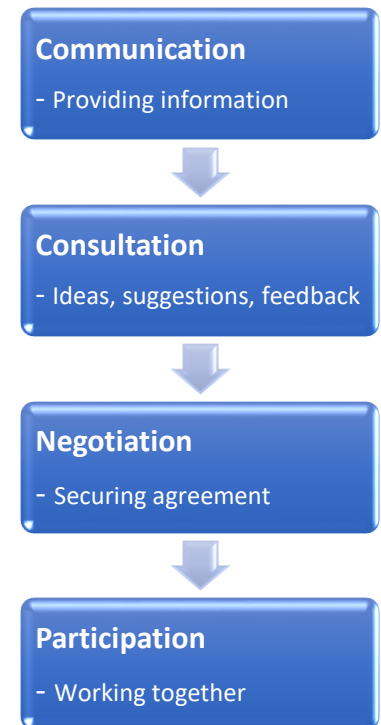 Communication
- Providing information
Consultation
- Ideas, suggestions, feedback
Negotiation
- Securing agreement
Participation
- Working together